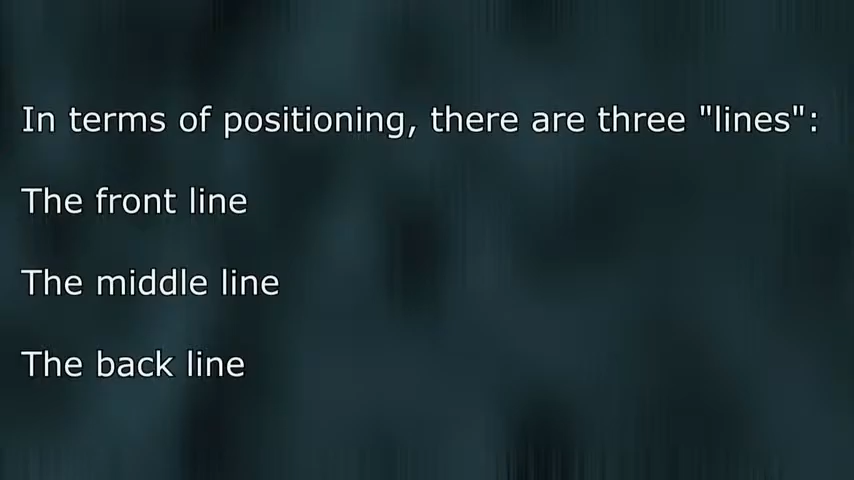 In terms of positioning, there are three "lines":
The front line
The middle line
The back line